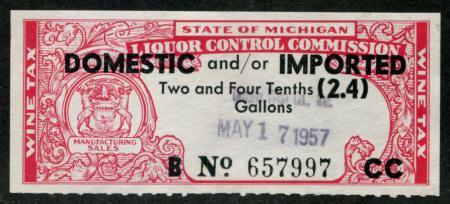 STATE OF MICHIGAN
LIQUOR CONTROL COMMISSION
DOMESTIC and/or IMPORTED
Two and Four Tenths (2.4)
Gallons
MAY 17 1957
WINE TAX
WINE TAX
TUEBOR
MANUFACTURING
SALES
B No. 657997 CC